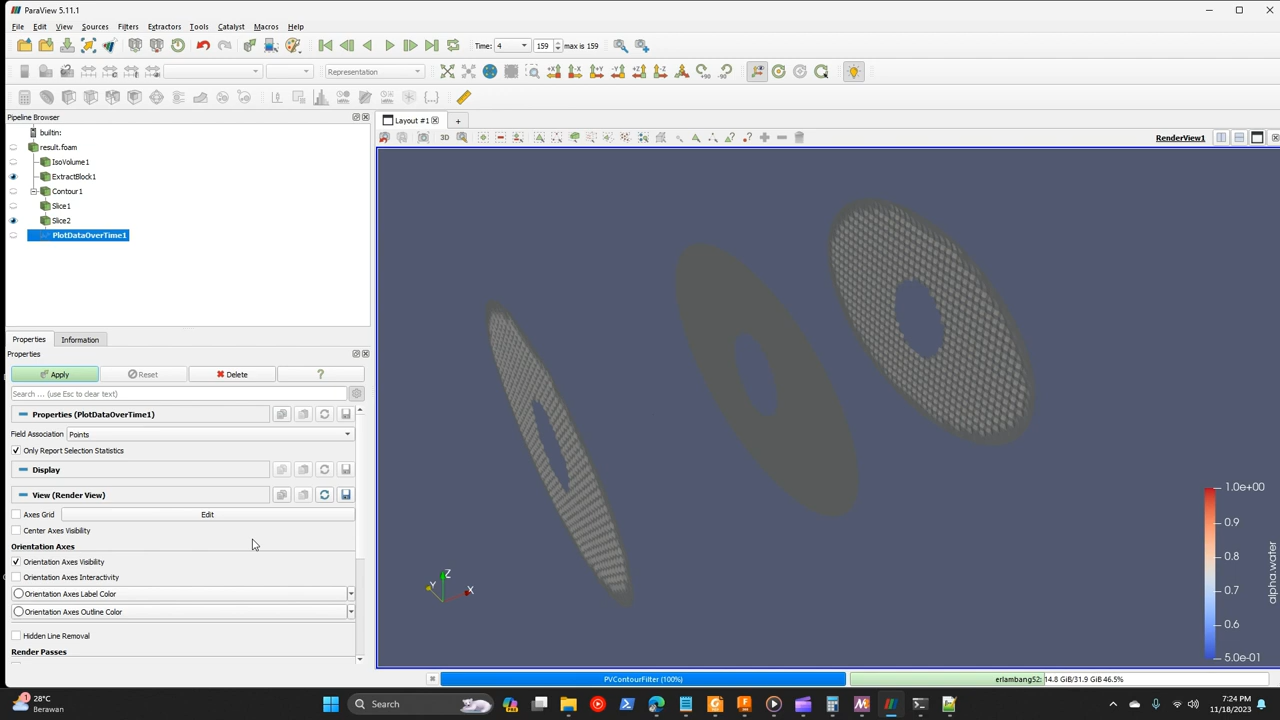 ParaView 5.11.1
File Edit View Sources Filters Extractors Tools Catalyst Macros Help
Time: 4 159 max is 159
Representation
+X -X +Y -Y +Z -Z +90 -90
Pipeline Browser
Layout #1
builtin:
3D
RenderView1
result.foam
IsoVolume1
ExtractBlock1
Contour1
Slice1
Slice2
PlotDataOverTime1
Properties Information
Properties
Apply Reset Delete ?
Search ... (use Esc to clear text)
Properties (PlotDataOverTime1)
Field Association Points
Only Report Selection Statistics
Display
View (Render View)
Axes Grid Edit
Center Axes Visibility
Orientation Axes
Orientation Axes Visibility
Orientation Axes Interactivity
Orientation Axes Label Color
Orientation Axes Outline Color
Hidden Line Removal
Render Passes
Z
Y
X
1.0e+00
0.9
0.8
0.7
0.6
5.0e-01
alpha.water
PVContourFilter (100%)
erlambang52: 14.8 GiB/31.9 GiB 46.5%
28°C
Berawan
Search
7:24 PM
11/18/2023